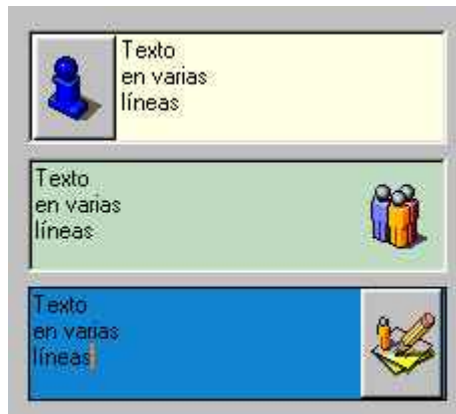 Texto
en varias
líneas
Texto
en varias
líneas
Texto
en varias
líneas